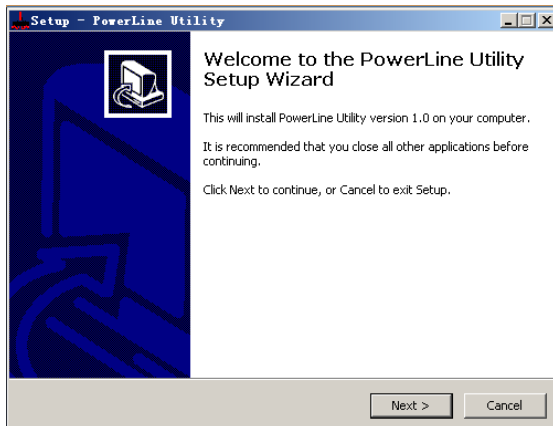 Setup - PowerLine Utility
Welcome to the PowerLine Utility
Setup Wizard
This will install PowerLine Utility version 1.0 on your computer.
It is recommended that you close all other applications before
continuing.
Click Next to continue, or Cancel to exit Setup.
Next >
Cancel